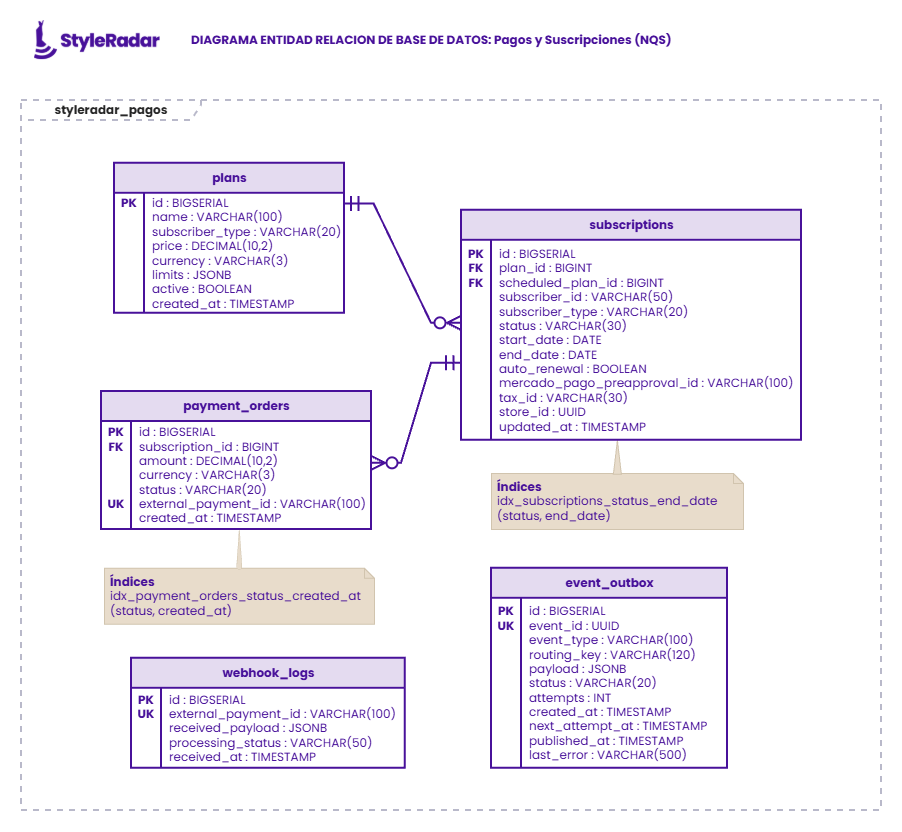 StyleRadar
DIAGRAMA ENTIDAD RELACION DE BASE DE DATOS: Pagos y Suscripciones (NQS)
styleradar_pagos
plans
PK id : BIGSERIAL
name : VARCHAR(100)
subscriber_type : VARCHAR(20)
price : DECIMAL(10,2)
currency : VARCHAR(3)
limits : JSONB
active : BOOLEAN
created_at : TIMESTAMP
subscriptions
PK id : BIGSERIAL
FK plan_id : BIGINT
FK scheduled_plan_id : BIGINT
subscriber_id : VARCHAR(50)
subscriber_type : VARCHAR(20)
status : VARCHAR(30)
start_date : DATE
end_date : DATE
auto_renewal : BOOLEAN
mercado_pago_preapproval_id : VARCHAR(100)
tax_id : VARCHAR(30)
store_id : UUID
updated_at : TIMESTAMP
payment_orders
PK id : BIGSERIAL
FK subscription_id : BIGINT
amount : DECIMAL(10,2)
currency : VARCHAR(3)
status : VARCHAR(20)
UK external_payment_id : VARCHAR(100)
created_at : TIMESTAMP
Índices
idx_subscriptions_status_end_date
(status, end_date)
Índices
idx_payment_orders_status_created_at
(status, created_at)
event_outbox
PK id : BIGSERIAL
UK event_id : UUID
event_type : VARCHAR(100)
routing_key : VARCHAR(120)
payload : JSONB
status : VARCHAR(20)
attempts : INT
created_at : TIMESTAMP
next_attempt_at : TIMESTAMP
published_at : TIMESTAMP
last_error : VARCHAR(500)
webhook_logs
PK id : BIGSERIAL
UK external_payment_id : VARCHAR(100)
received_payload : JSONB
processing_status : VARCHAR(50)
received_at : TIMESTAMP